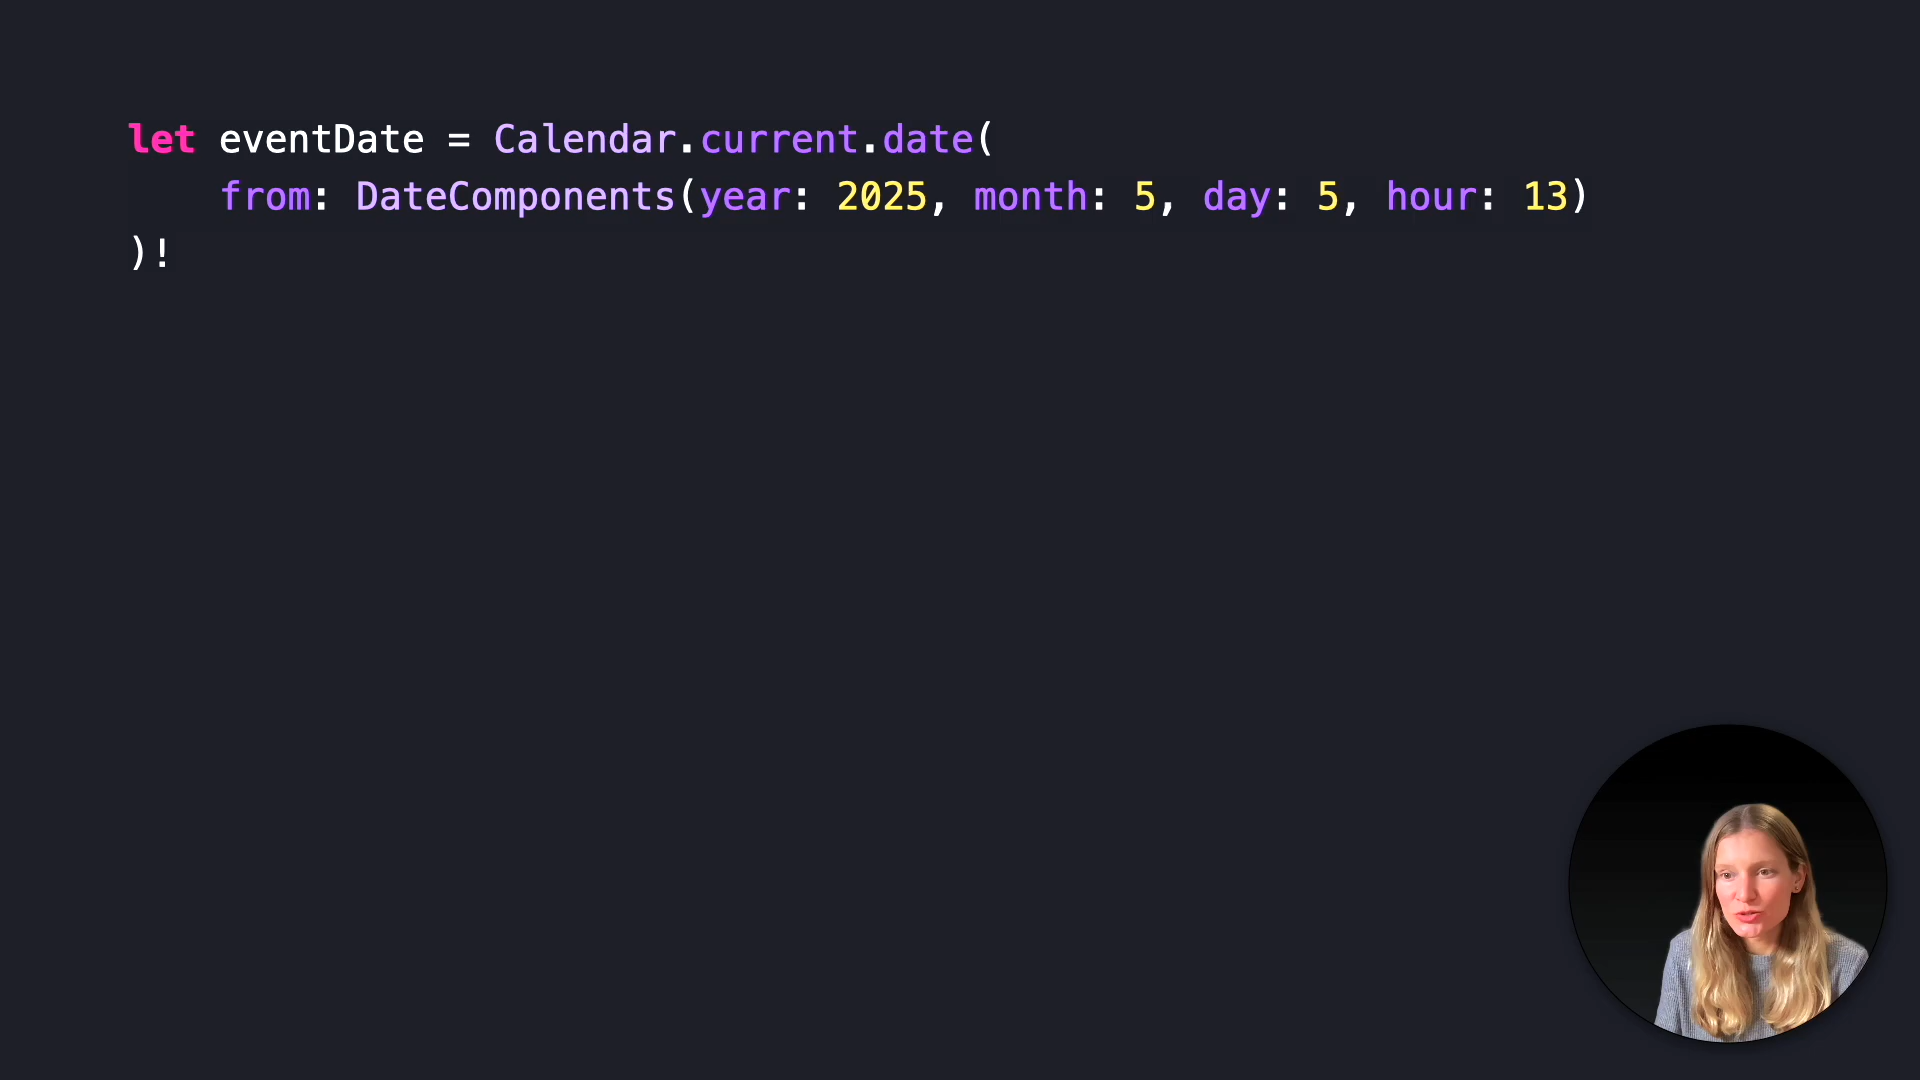 let eventDate = Calendar.current.date(
    from: DateComponents(year: 2025, month: 5, day: 5, hour: 13)
)!